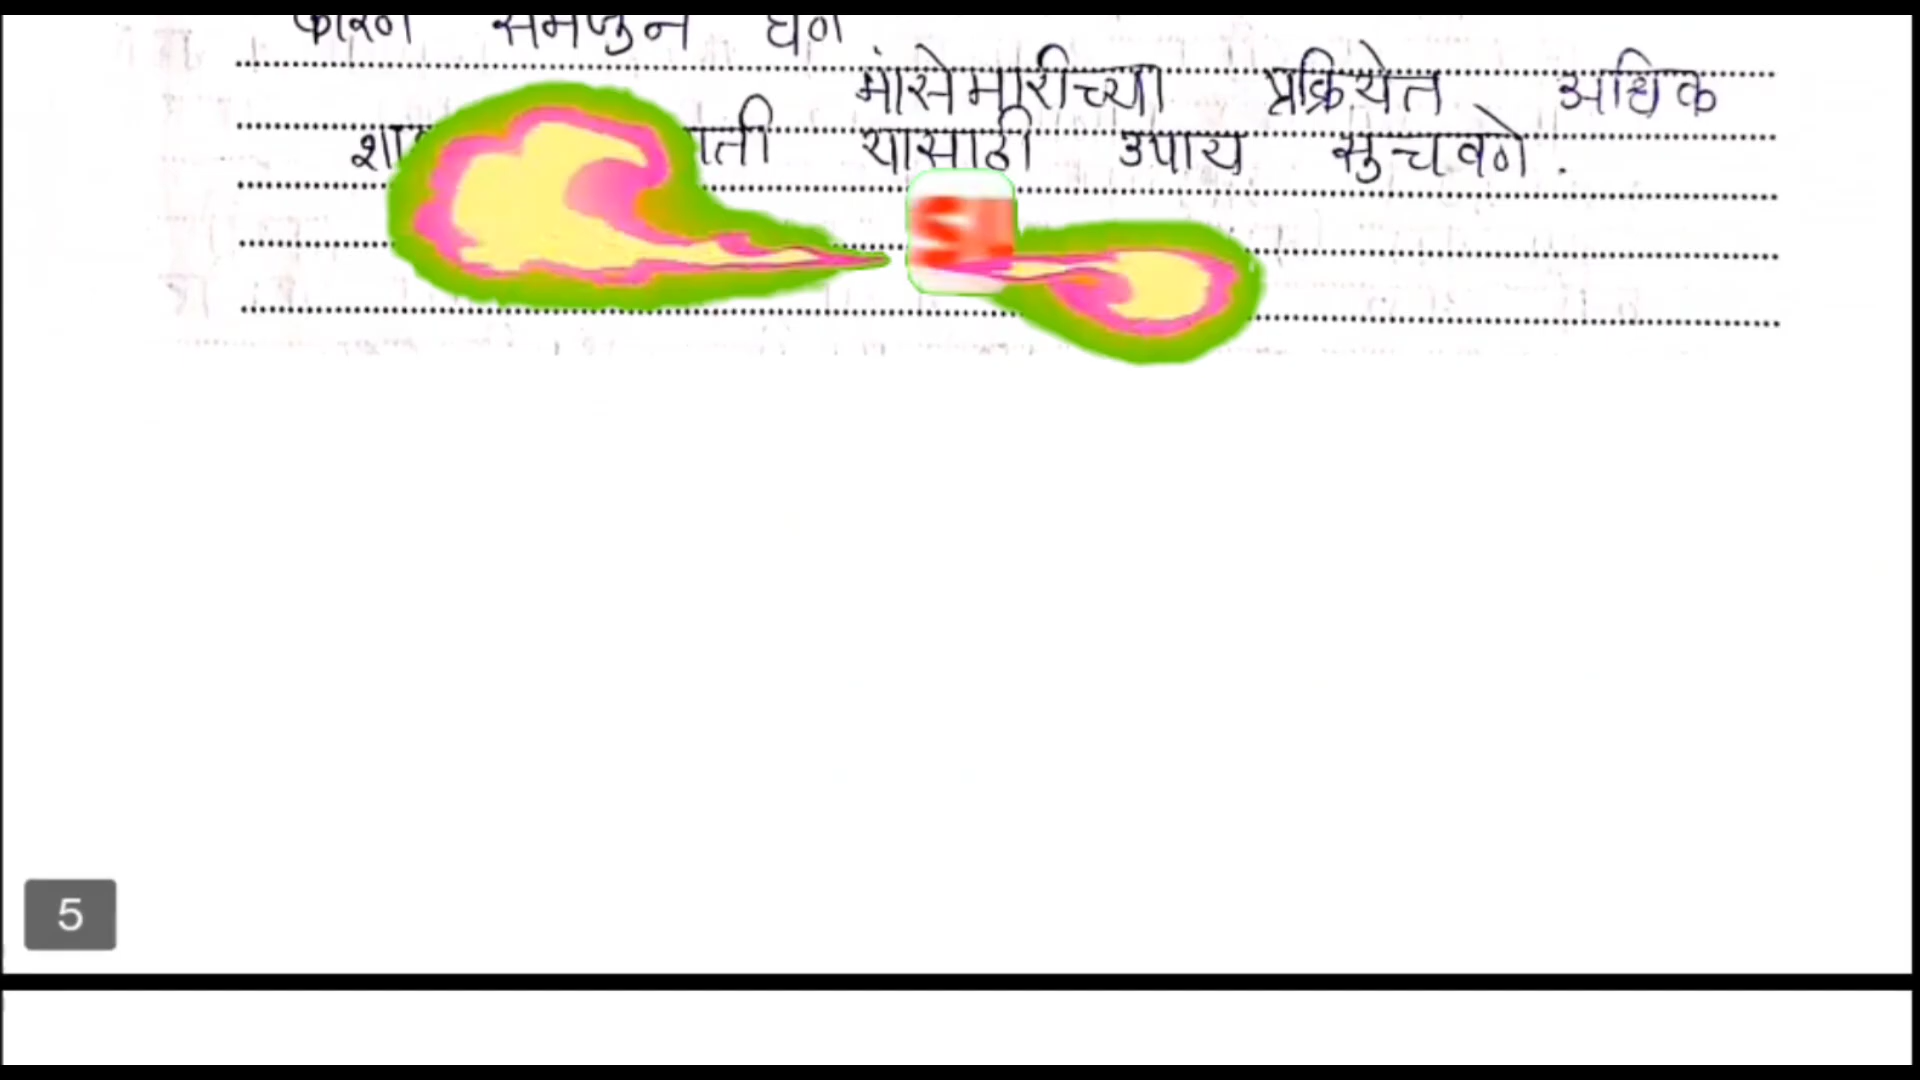 कारण समजुन घेणे
मासेमारीच्या प्रक्रियेत अधिक
यासाठी उपाय सुचवणे .
5